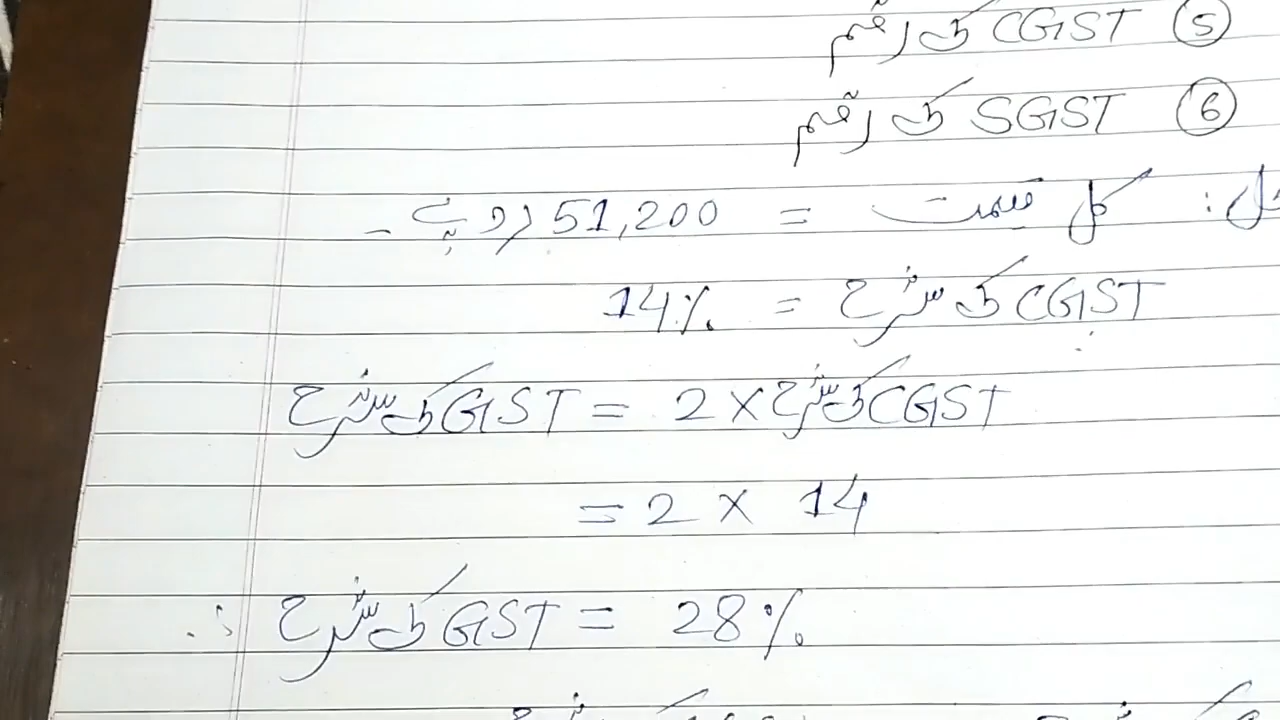 ⑤ CGST کی رقم
⑥ SGST کی رقم
حل: کل قیمت = 51,200 روپے۔
CGST کی شرح = 14%
GST کی شرح = 2 × CGST کی شرح
= 2 × 14
∴ GST کی شرح = 28%